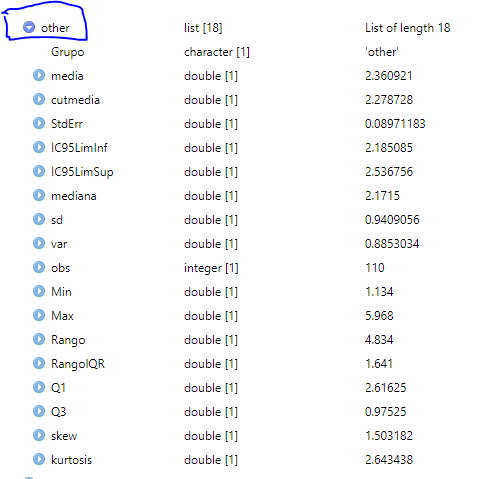 other list [18] List of length 18
Grupo character [1] 'other'
media double [1] 2.360921
cutmedia double [1] 2.278728
StdErr double [1] 0.08971183
IC95LimInf double [1] 2.185085
IC95LimSup double [1] 2.536756
mediana double [1] 2.1715
sd double [1] 0.9409056
var double [1] 0.8853034
obs integer [1] 110
Min double [1] 1.134
Max double [1] 5.968
Rango double [1] 4.834
RangoIQR double [1] 1.641
Q1 double [1] 2.61625
Q3 double [1] 0.97525
skew double [1] 1.503182
kurtosis double [1] 2.643438